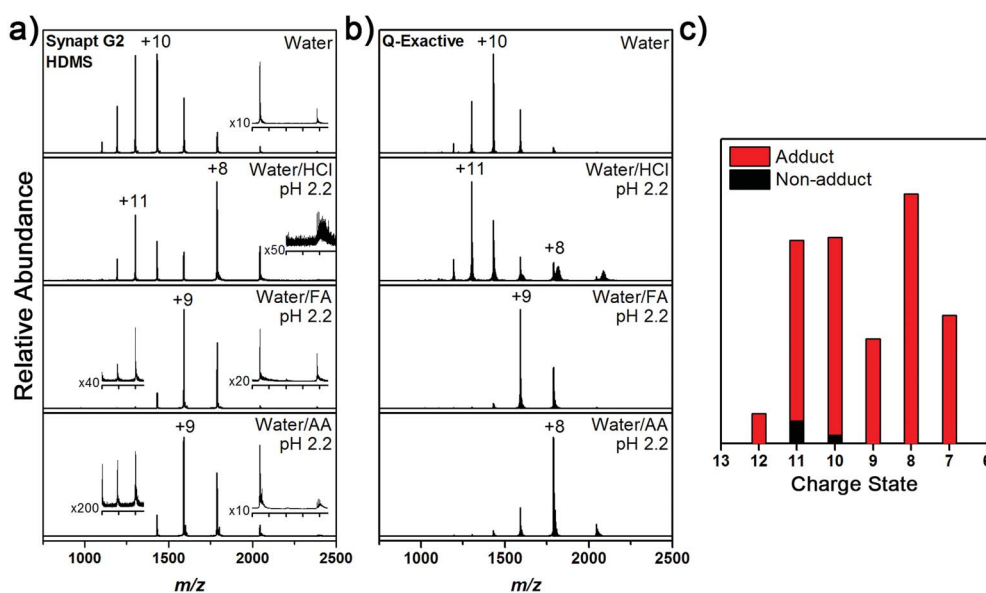 a)
Synapt G2
HDMS
+10
Water
x10
Water/HCl
pH 2.2
+8
+11
x50
Water/FA
pH 2.2
+9
x40
x20
Water/AA
pH 2.2
+9
x200
x10
1000
1500
2000
2500
m/z
Relative Abundance
b)
Q-Exactive
+10
Water
Water/HCl
pH 2.2
+11
+8
Water/FA
pH 2.2
+9
Water/AA
pH 2.2
+8
1000
1500
2000
2500
m/z
c)
Adduct
Non-adduct
13
12
11
10
9
8
7
6
Charge State